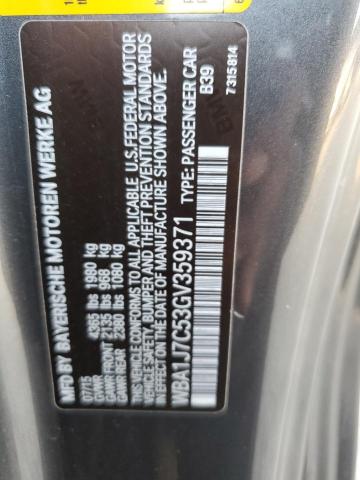 MFD BY BAYERISCHE MOTOREN WERKE AG
07/15
GVWR 4365 lbs 1980 kg
GAWR FRONT 2135 lbs 968 kg
GAWR REAR 2380 lbs 1080 kg
THIS VEHICLE CONFORMS TO ALL APPLICABLE U.S. FEDERAL MOTOR
VEHICLE SAFETY, BUMPER AND THEFT PREVENTION STANDARDS
IN EFFECT ON THE DATE OF MANUFACTURE SHOWN ABOVE.
WBA1J7C53GV359371 TYPE: PASSENGER CAR
B39
7315814